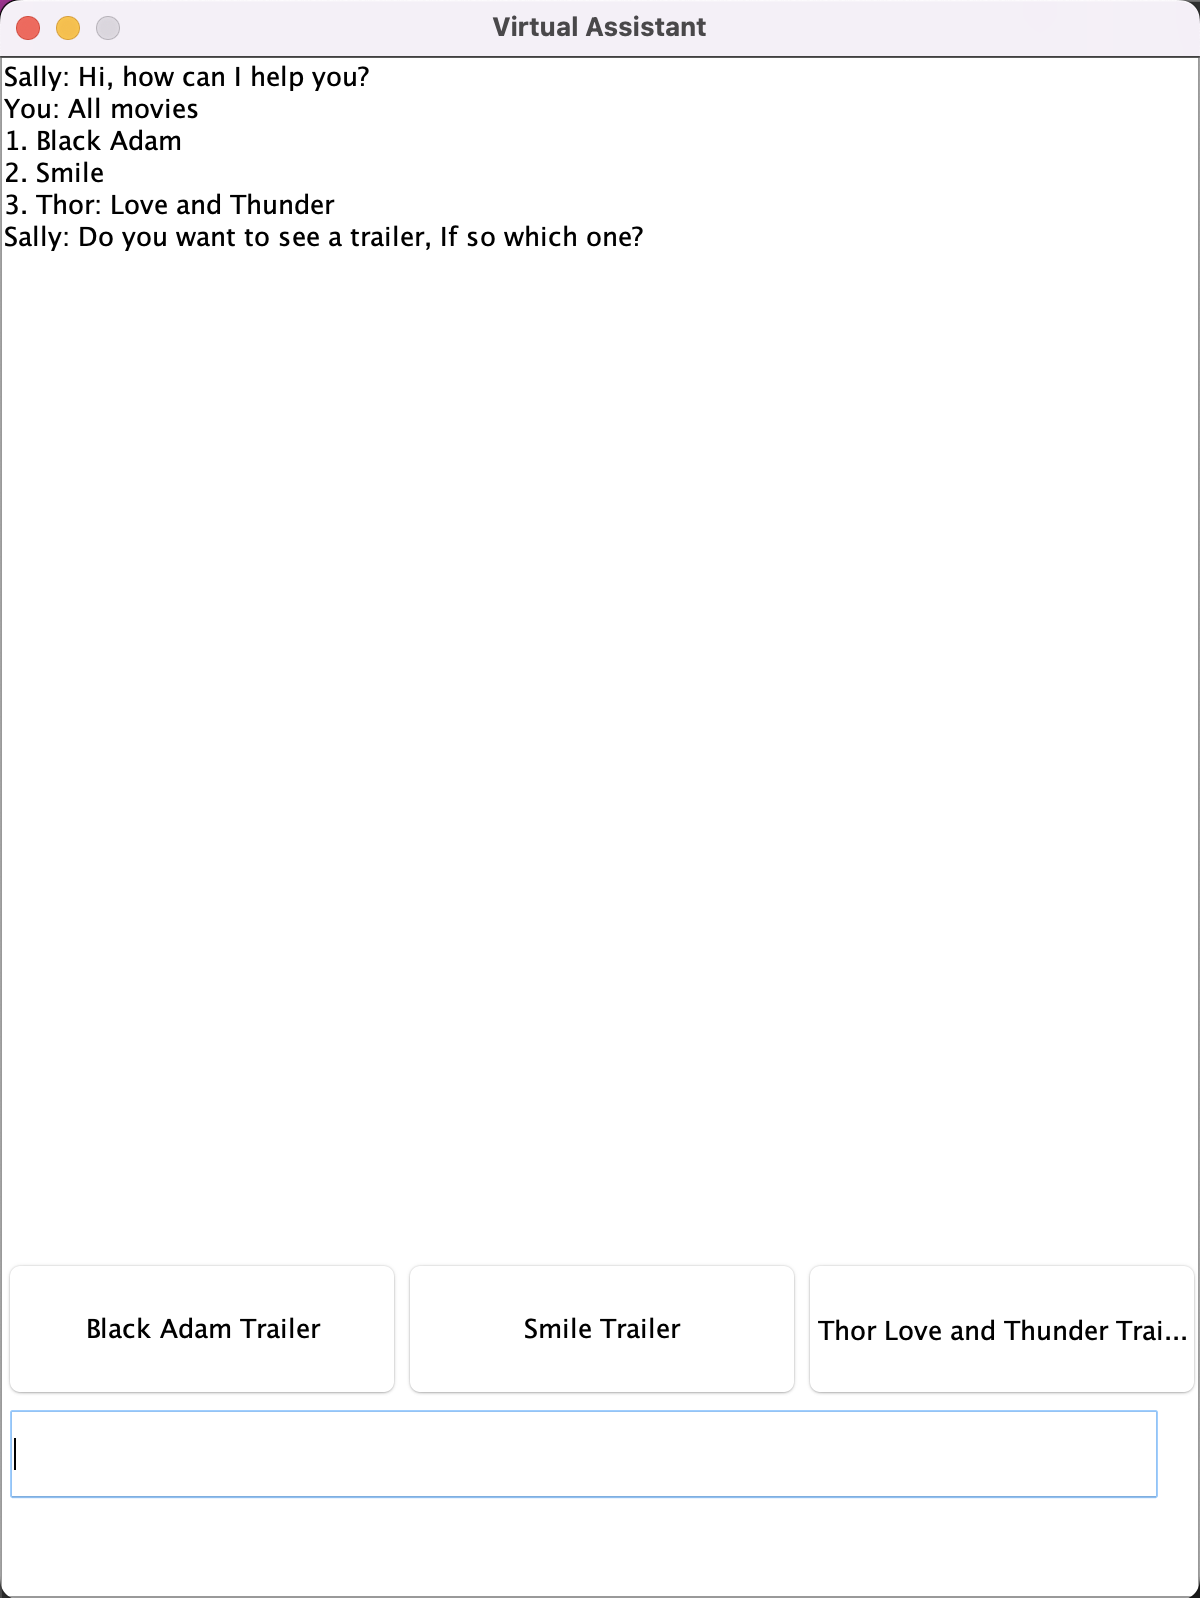 Virtual Assistant
Sally: Hi, how can I help you?
You: All movies
1. Black Adam
2. Smile
3. Thor: Love and Thunder
Sally: Do you want to see a trailer, If so which one?
Black Adam Trailer
Smile Trailer
Thor Love and Thunder Trai...